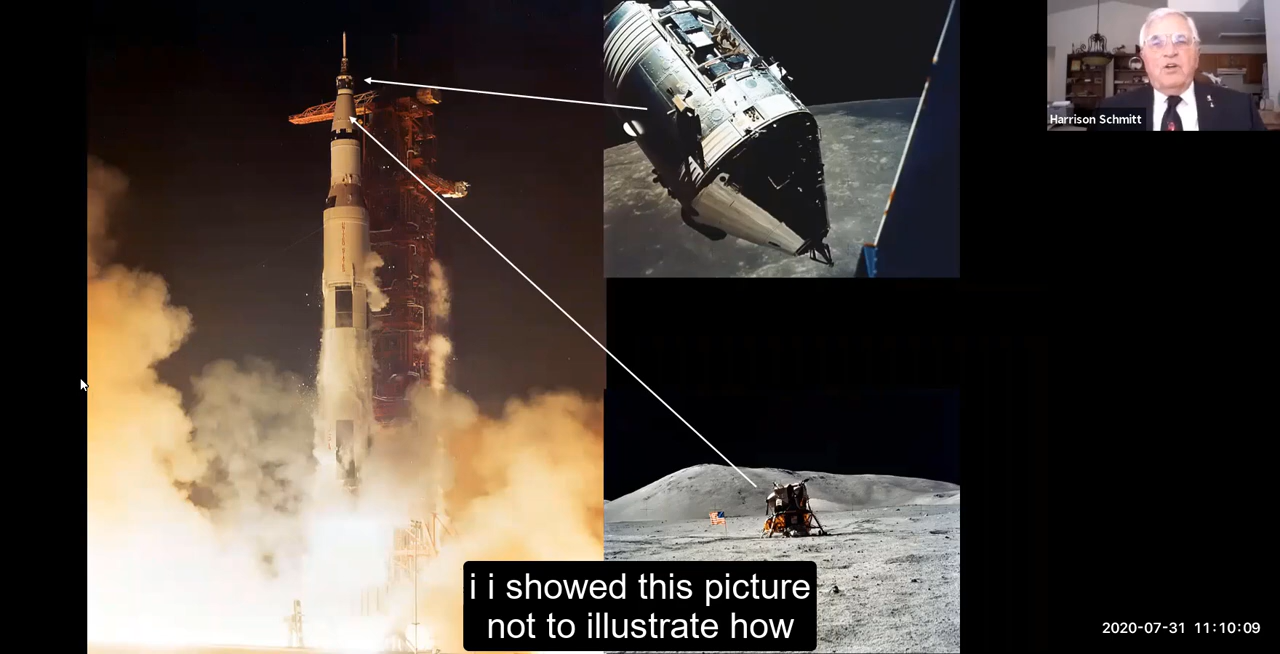 Harrison Schmitt
i i showed this picture
not to illustrate how
2020-07-31 11:10:09